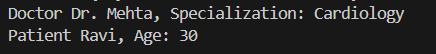 Doctor Dr. Mehta, Specialization: Cardiology
Patient Ravi, Age: 30